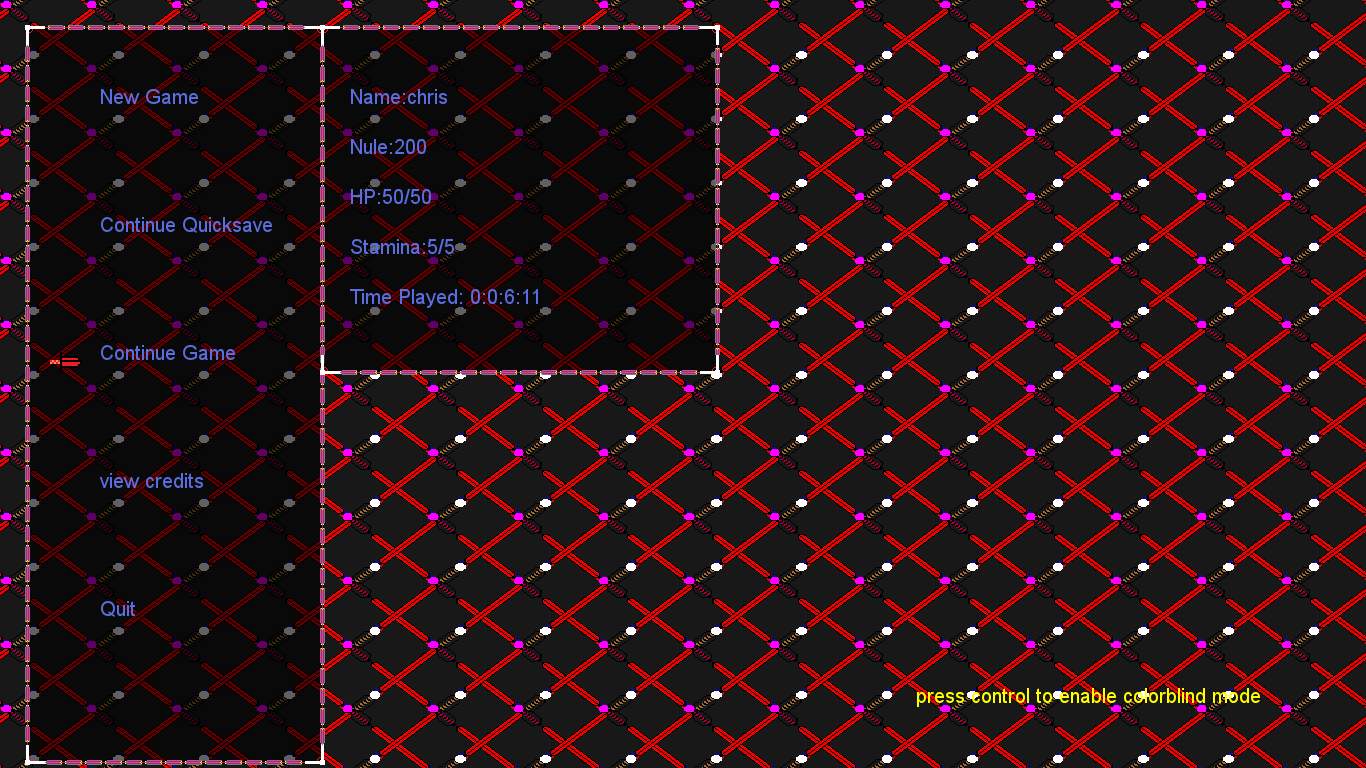 New Game
Continue Quicksave
Continue Game
view credits
Quit
Name:chris
Nule:200
HP:50/50
Stamina:5/5
Time Played: 0:0:6:11
press control to enable colorblind mode